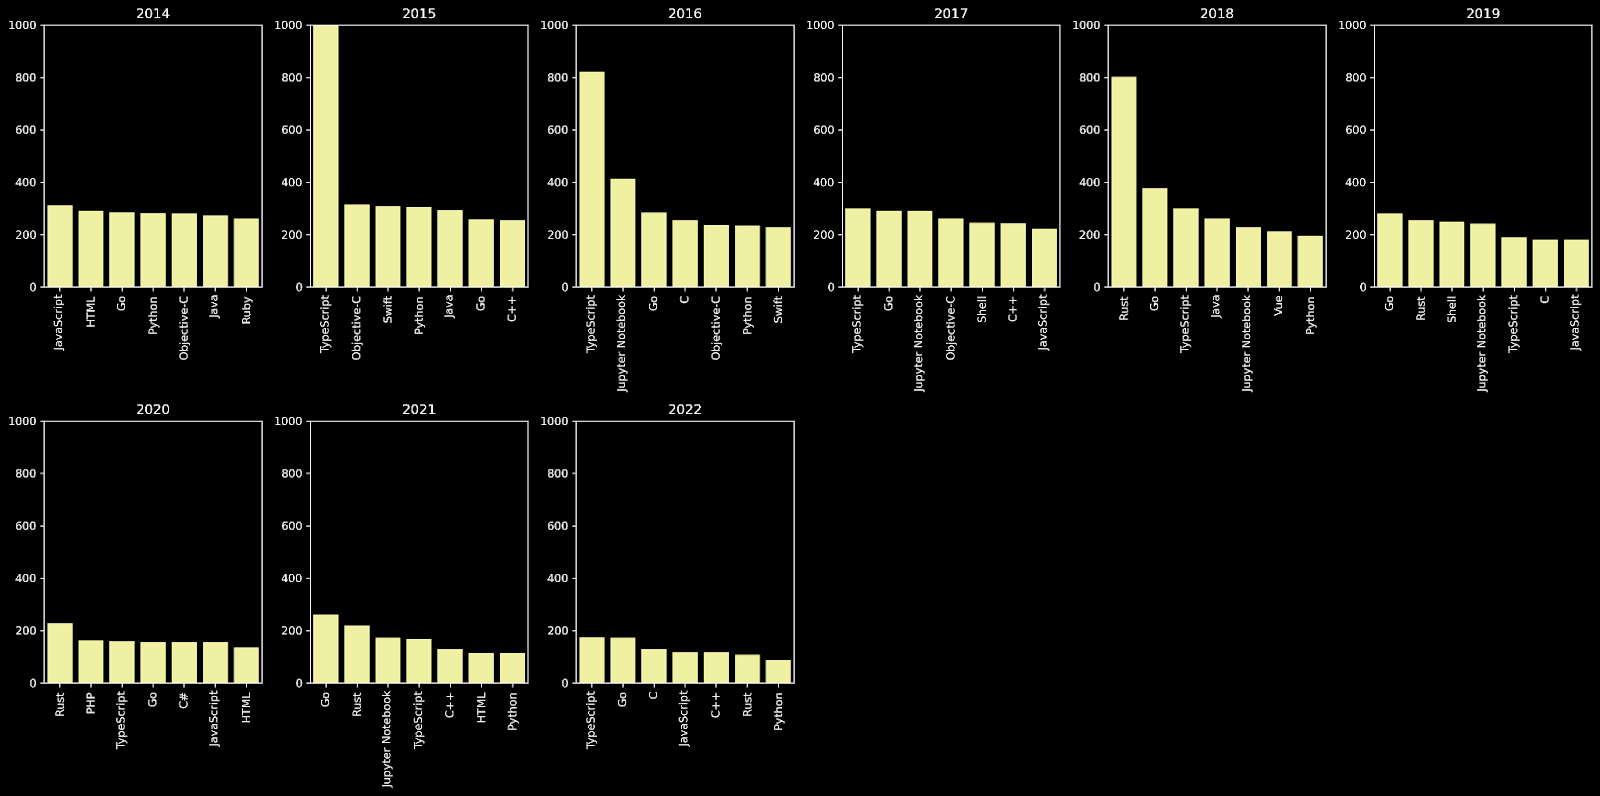 2014
1000
800
600
400
200
0
JavaScript
HTML
Go
Python
Objective-C
Java
Ruby
2015
1000
800
600
400
200
0
TypeScript
Objective-C
Swift
Python
Java
Go
C++
2016
1000
800
600
400
200
0
TypeScript
Jupyter Notebook
Go
C
Objective-C
Python
Swift
2017
1000
800
600
400
200
0
TypeScript
Go
Jupyter Notebook
Objective-C
Shell
C++
JavaScript
2018
1000
800
600
400
200
0
Rust
Go
TypeScript
Java
Jupyter Notebook
Vue
Python
2019
1000
800
600
400
200
0
Go
Rust
Shell
Jupyter Notebook
TypeScript
C
JavaScript
2020
1000
800
600
400
200
0
Rust
PHP
TypeScript
Go
C#
JavaScript
HTML
2021
1000
800
600
400
200
0
Go
Rust
Jupyter Notebook
TypeScript
C++
HTML
Python
2022
1000
800
600
400
200
0
TypeScript
Go
C
JavaScript
C++
Rust
Python